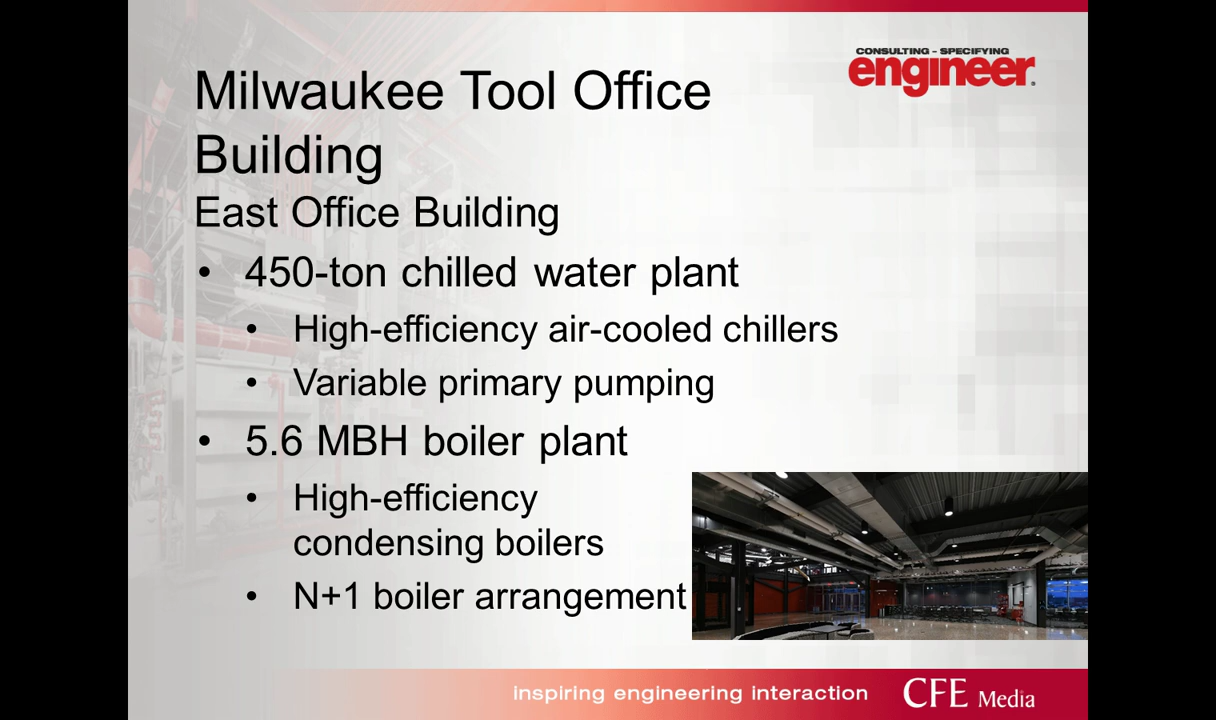 CONSULTING - SPECIFYING
engineer®
Milwaukee Tool Office
Building
East Office Building
• 450-ton chilled water plant
• High-efficiency air-cooled chillers
• Variable primary pumping
• 5.6 MBH boiler plant
• High-efficiency
condensing boilers
• N+1 boiler arrangement
inspiring engineering interaction
CFE Media